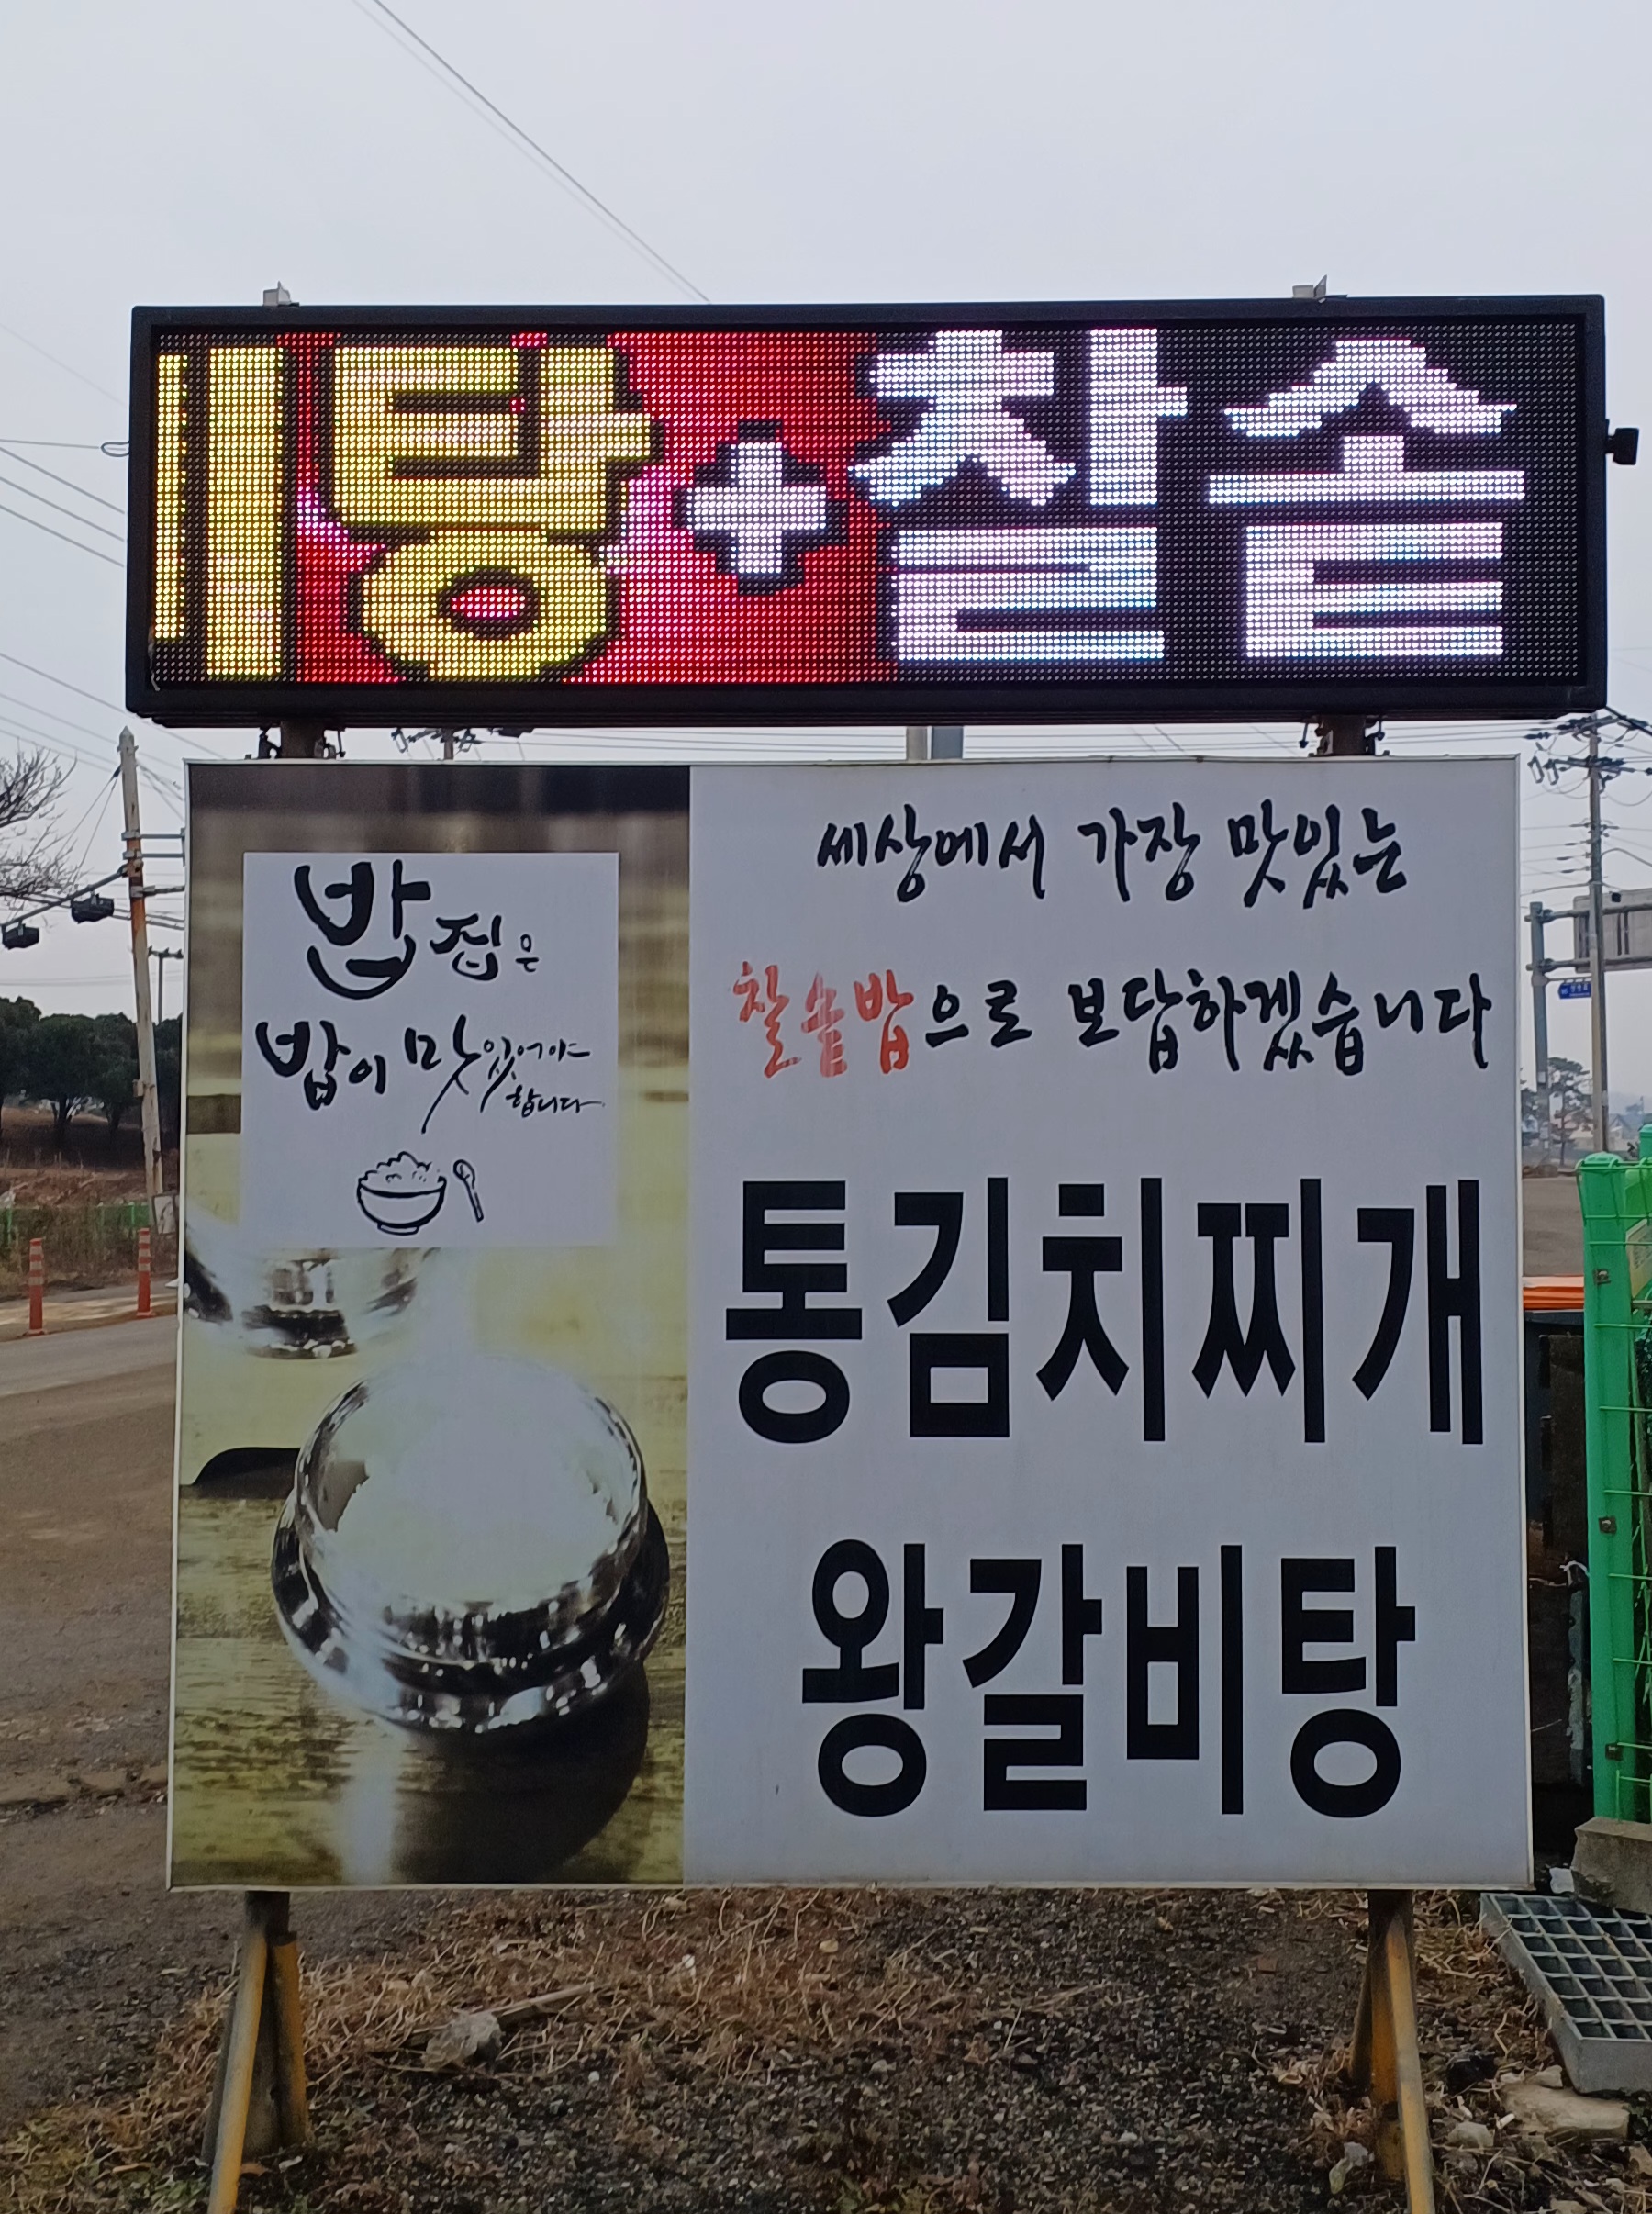 탕+찰솥
밥집은
밥이 맛있어야
합니다
세상에서 가장 맛있는
찰솥밥으로 보답하겠습니다
통김치찌개
왕갈비탕